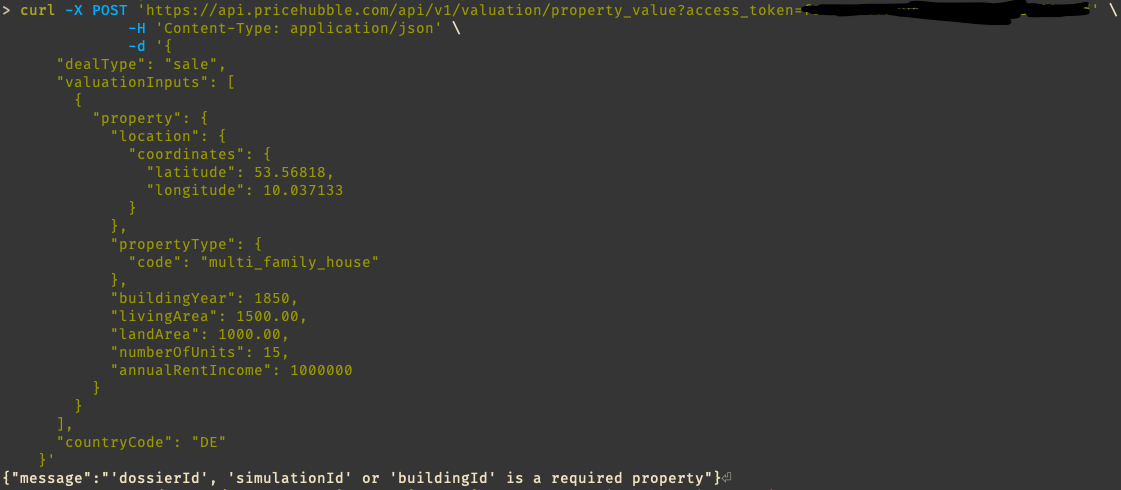 > curl -X POST 'https://api.pricehubble.com/api/v1/valuation/property_value?access_token=' \
-H 'Content-Type: application/json' \
-d '{
"dealType": "sale",
"valuationInputs": [
{
"property": {
"location": {
"coordinates": {
"latitude": 53.56818,
"longitude": 10.037133
}
},
"propertyType": {
"code": "multi_family_house"
},
"buildingYear": 1850,
"livingArea": 1500.00,
"landArea": 1000.00,
"numberOfUnits": 15,
"annualRentIncome": 1000000
}
}
],
"countryCode": "DE"
}'
{"message":"'dossierId', 'simulationId' or 'buildingId' is a required property"}⏎